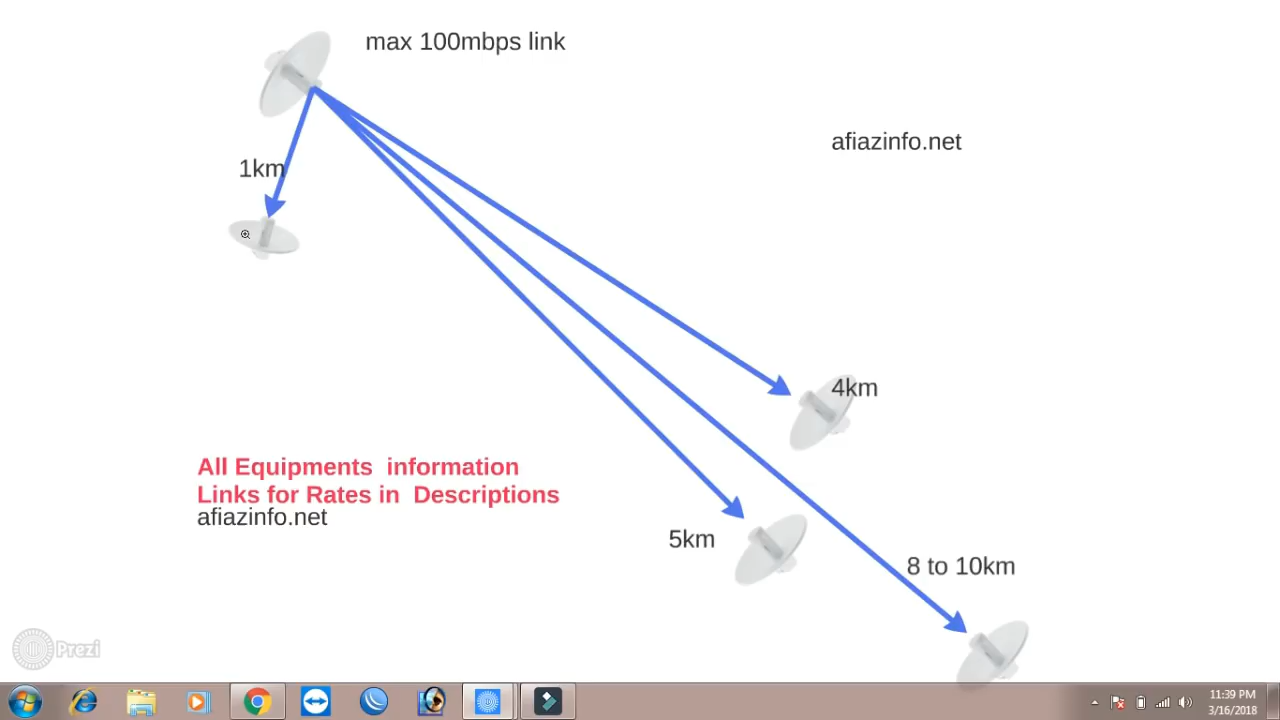 max 100mbps link
afiazinfo.net
1km
4km
All Equipments  information
Links for Rates in  Descriptions
afiazinfo.net
5km
8 to 10km
Prezi
11:39 PM
3/16/2018